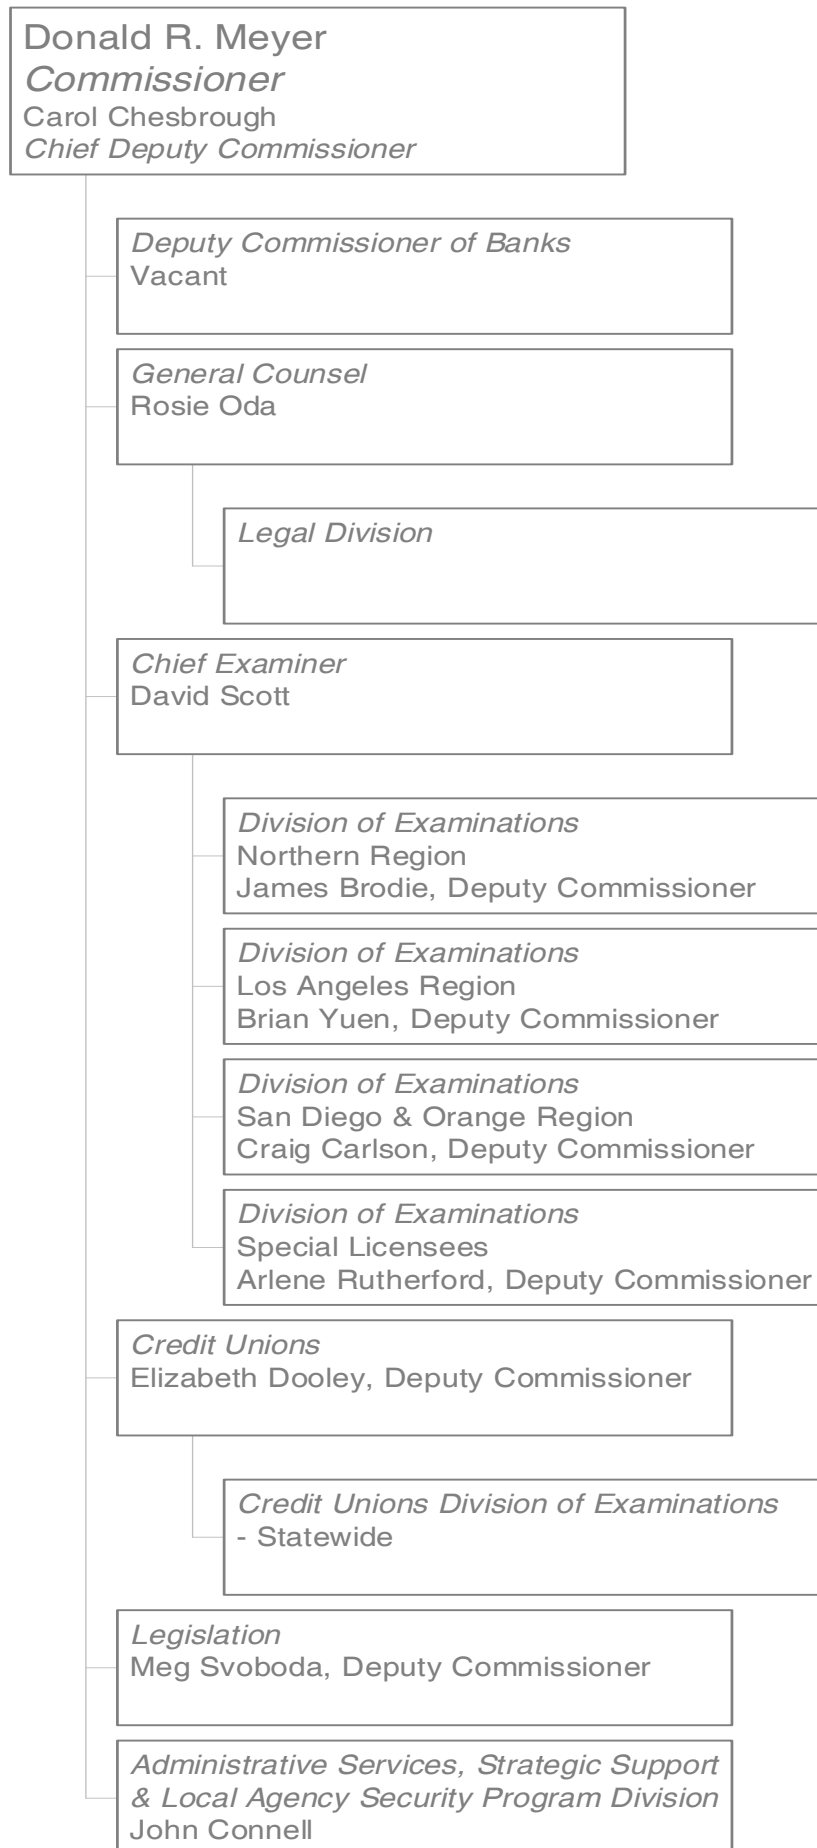 Donald R. Meyer
Commissioner
Carol Chesbrough
Chief Deputy Commissioner
Deputy Commissioner of Banks
Vacant
General Counsel
Rosie Oda
Legal Division
Chief Examiner
David Scott
Division of Examinations
Northern Region
James Brodie, Deputy Commissioner
Division of Examinations
Los Angeles Region
Brian Yuen, Deputy Commissioner
Division of Examinations
San Diego & Orange Region
Craig Carlson, Deputy Commissioner
Division of Examinations
Special Licensees
Arlene Rutherford, Deputy Commissioner
Credit Unions
Elizabeth Dooley, Deputy Commissioner
Credit Unions Division of Examinations
- Statewide
Legislation
Meg Svoboda, Deputy Commissioner
Administrative Services, Strategic Support
& Local Agency Security Program Division
John Connell